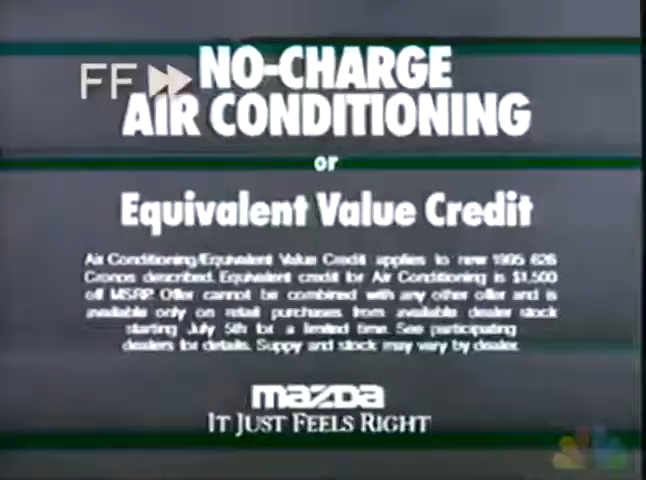 FF
NO-CHARGE
AIR CONDITIONING
or
Equivalent Value Credit
Air Conditioning/Equivalent Value Credit applies to new 1995 626
Cronos described. Equivalent credit for Air Conditioning is $1,500
off MSRP. Offer cannot be combined with any other offer and is
available only on retail purchases from available dealer stock
starting July 5th for a limited time. See participating
dealers for details. Suppy and stock may vary by dealer.
mazda
IT JUST FEELS RIGHT